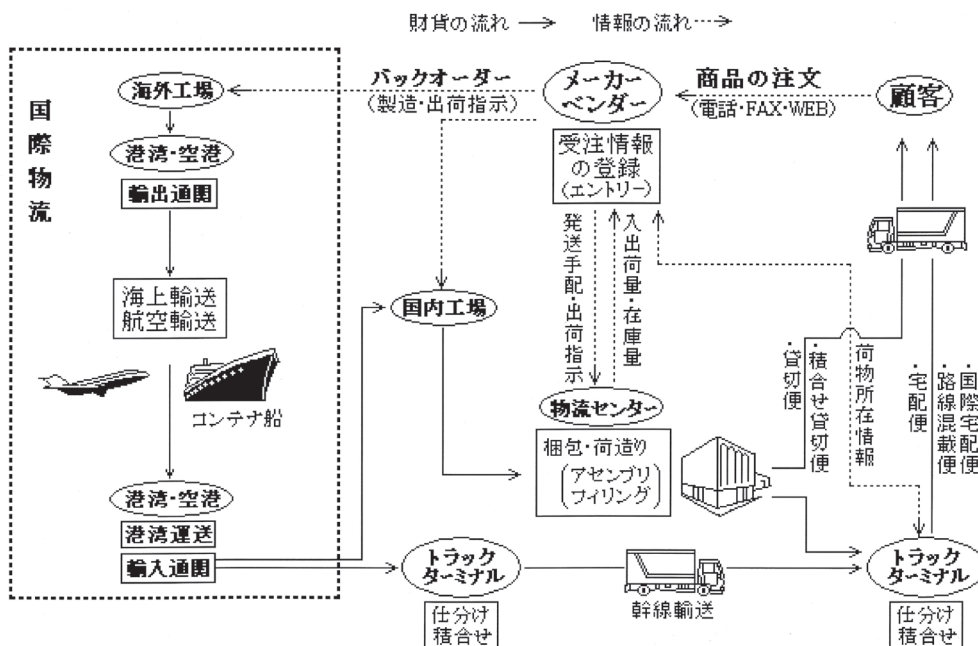 財貨の流れ
情報の流れ
国際物流
海外工場
港湾・空港
輸出通関
海上輸送
航空輸送
コンテナ船
港湾・空港
港湾運送
輸入通関
バックオーダー
(製造・出荷指示)
メーカー
ベンダー
受注情報
の登録
(エントリー)
商品の注文
(電話・FAX・WEB)
顧客
国内工場
発送手配・出荷指示
入出荷量・在庫量
物流センター
梱包・荷造り
(アセンブリ
フィリング)
・貸切便
・積合せ貸切便
荷物所在情報
・宅配便
・路線混載便
・国際宅配便
トラック
ターミナル
仕分け
積合せ
幹線輸送
トラック
ターミナル
仕分け
積合せ